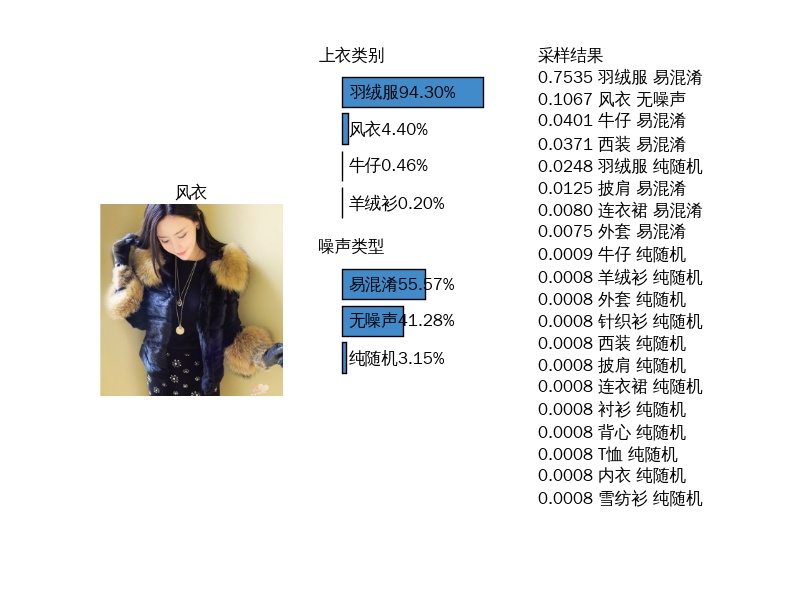 风衣
上衣类别
羽绒服94.30%
风衣4.40%
牛仔0.46%
羊绒衫0.20%
噪声类型
易混淆55.57%
无噪声41.28%
纯随机3.15%
采样结果
0.7535 羽绒服 易混淆
0.1067 风衣 无噪声
0.0401 牛仔 易混淆
0.0371 西装 易混淆
0.0248 羽绒服 纯随机
0.0125 披肩 易混淆
0.0080 连衣裙 易混淆
0.0075 外套 易混淆
0.0009 牛仔 纯随机
0.0008 羊绒衫 纯随机
0.0008 外套 纯随机
0.0008 针织衫 纯随机
0.0008 西装 纯随机
0.0008 披肩 纯随机
0.0008 连衣裙 纯随机
0.0008 衬衫 纯随机
0.0008 背心 纯随机
0.0008 T恤 纯随机
0.0008 内衣 纯随机
0.0008 雪纺衫 纯随机